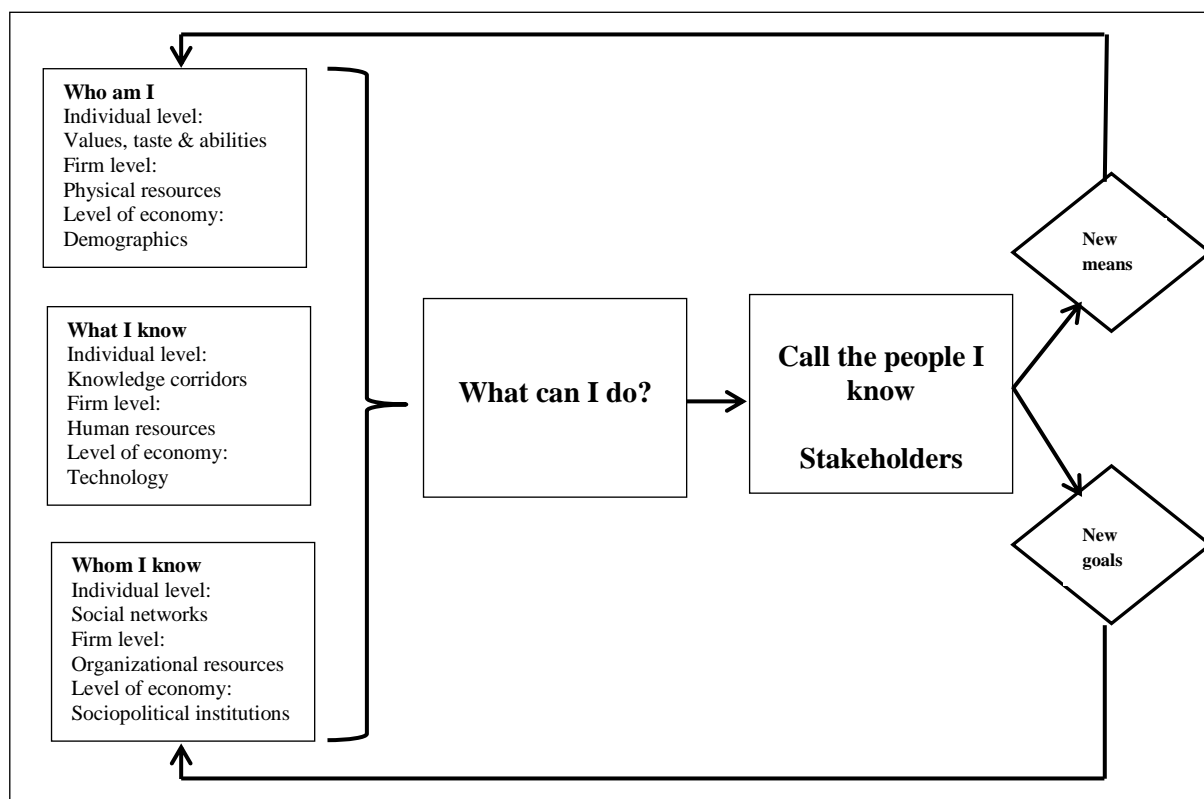 Who am I
Individual level:
Values, taste & abilities
Firm level:
Physical resources
Level of economy:
Demographics
What I know
Individual level:
Knowledge corridors
Firm level:
Human resources
Level of economy:
Technology
Whom I know
Individual level:
Social networks
Firm level:
Organizational resources
Level of economy:
Sociopolitical institutions
What can I do?
Call the people I
know
Stakeholders
New
means
New
goals